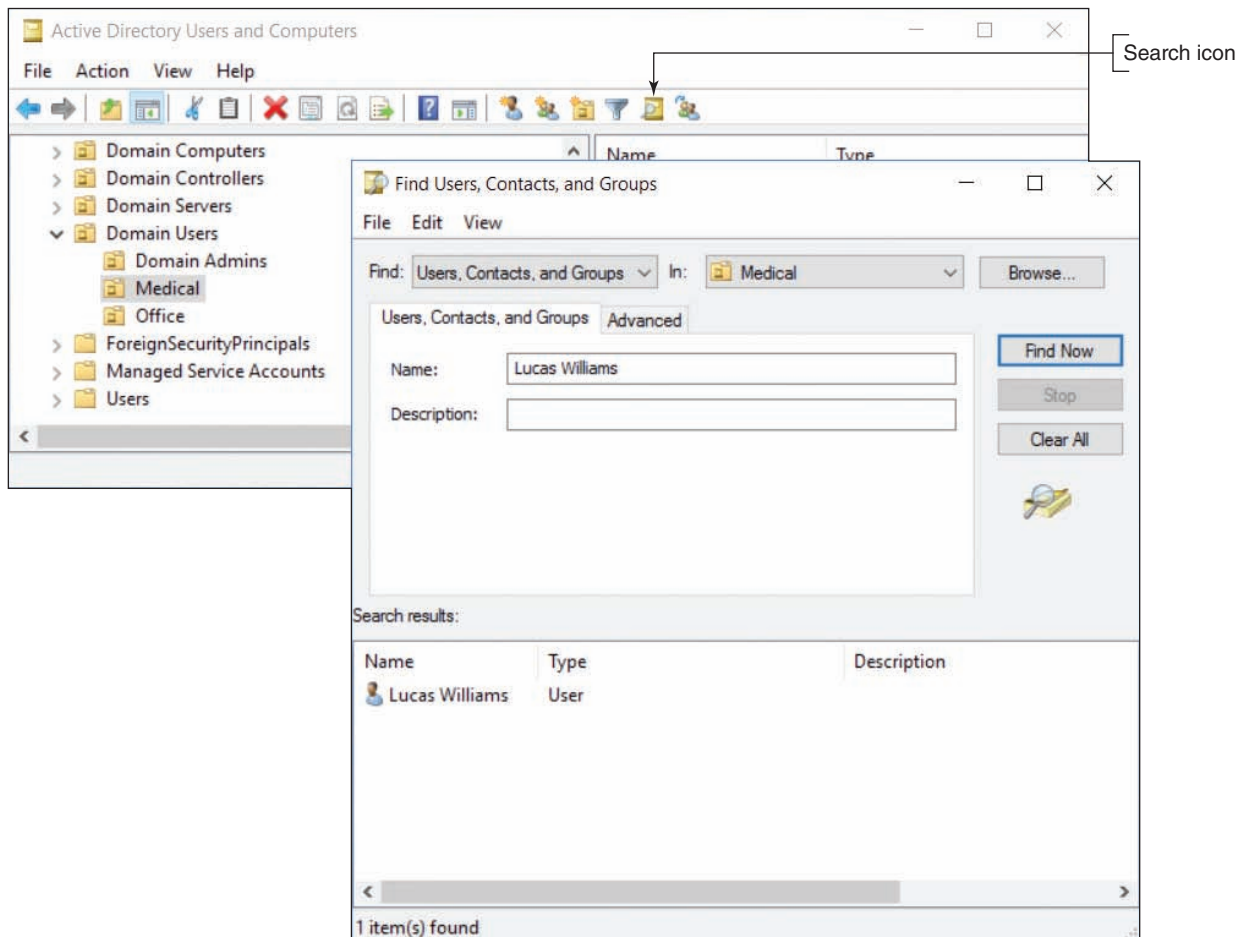 Active Directory Users and Computers
Search icon
File Action View Help
Domain Computers
Domain Controllers
Domain Servers
Domain Users
Domain Admins
Medical
Office
ForeignSecurityPrincipals
Managed Service Accounts
Users
Name Type
Find Users, Contacts, and Groups
File Edit View
Find: Users, Contacts, and Groups In: Medical Browse...
Users, Contacts, and Groups Advanced
Name: Lucas Williams
Description:
Find Now
Stop
Clear All
Search results:
Name Type Description
Lucas Williams User
1 item(s) found